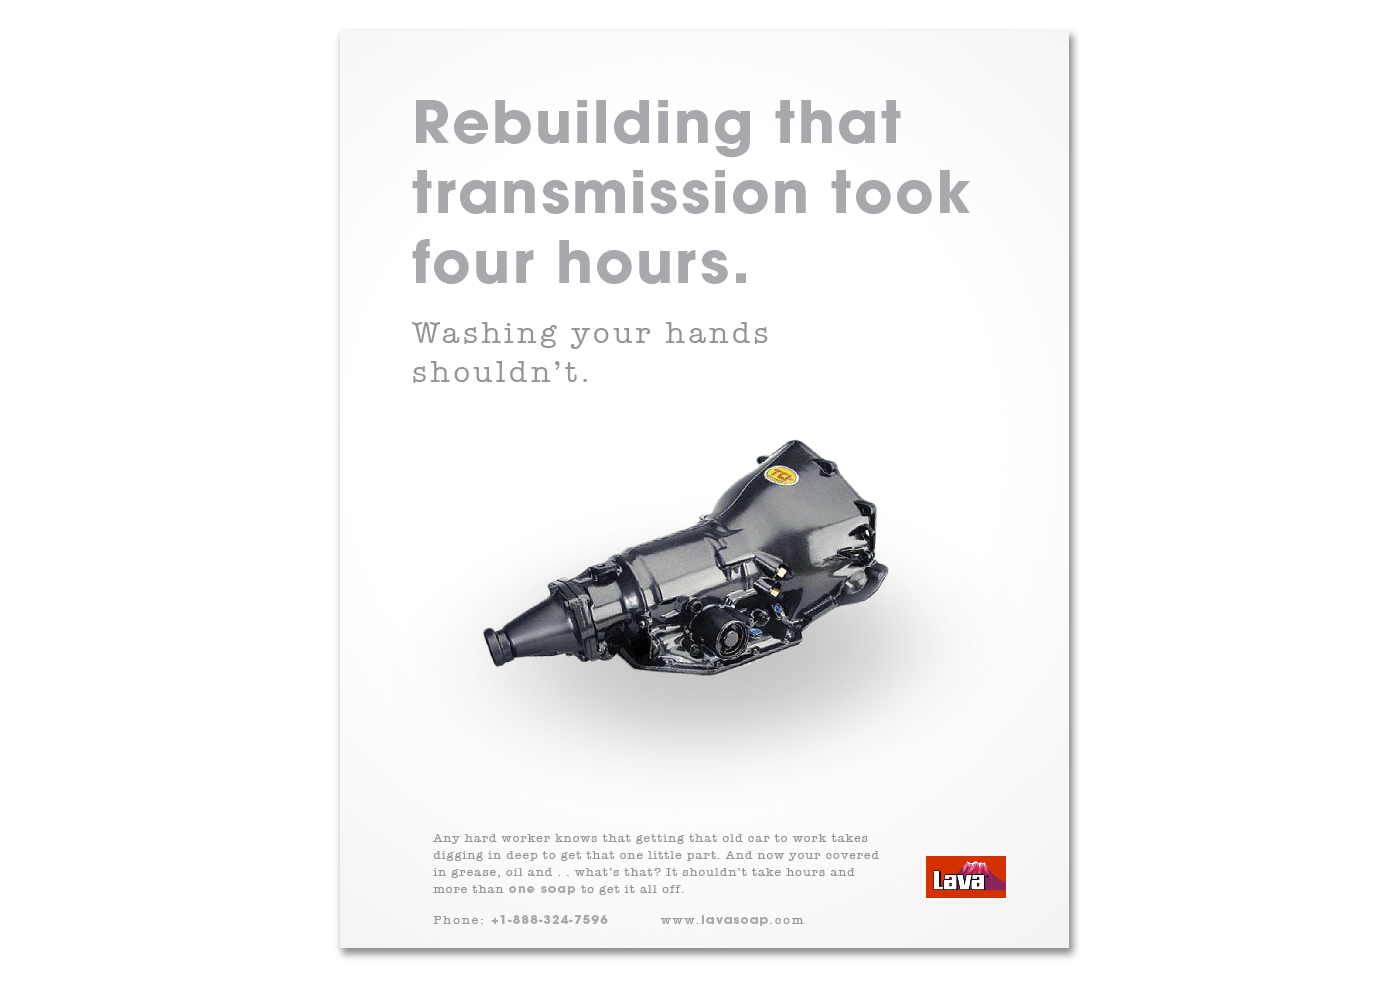 Rebuilding that
transmission took
four hours.
Washing your hands
shouldn't.
TCI
Any hard worker knows that getting that old car to work takes
digging in deep to get that one little part. And now your covered
in grease, oil and . . what's that? It shouldn't take hours and
more than one soap to get it all off.
Lava
Phone: +1-888-324-7596 www.lavasoap.com